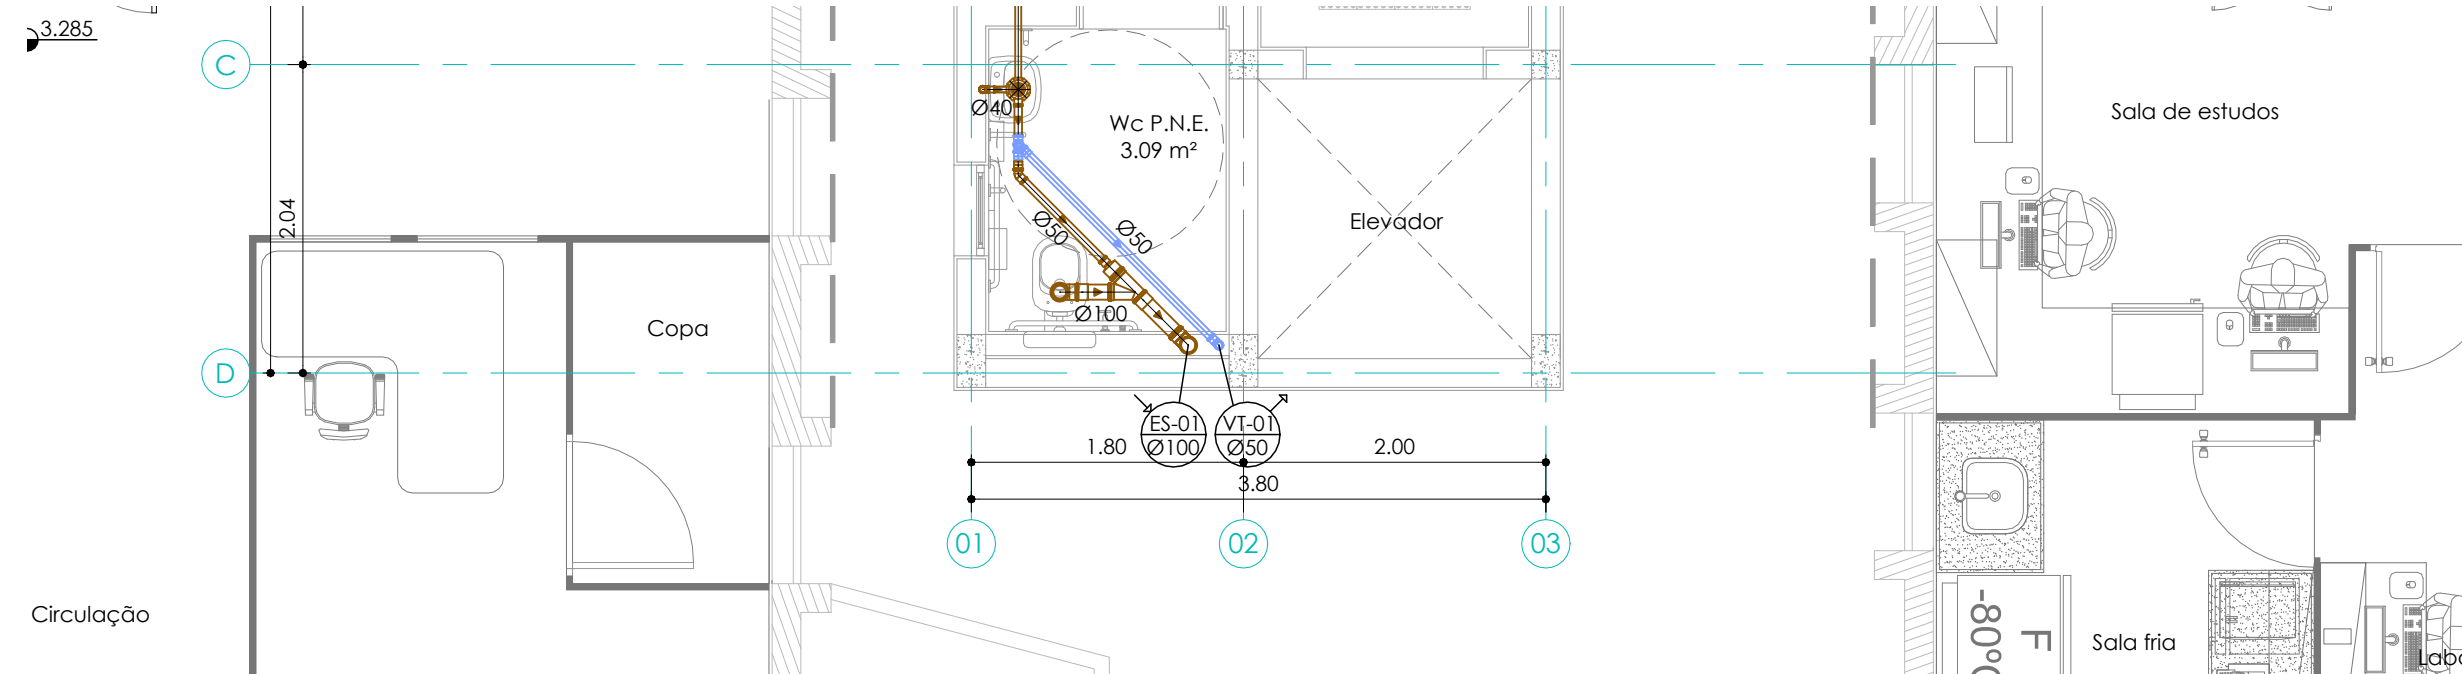 3.285
C
Ø40
Wc P.N.E.
3.09 m²
Sala de estudos
2.04
Ø50
Ø50
Elevador
Ø100
Copa
D
ES-01
Ø100
VT-01
Ø50
1.80
2.00
3.80
01
02
03
Circulação
-80°C
F
Sala fria